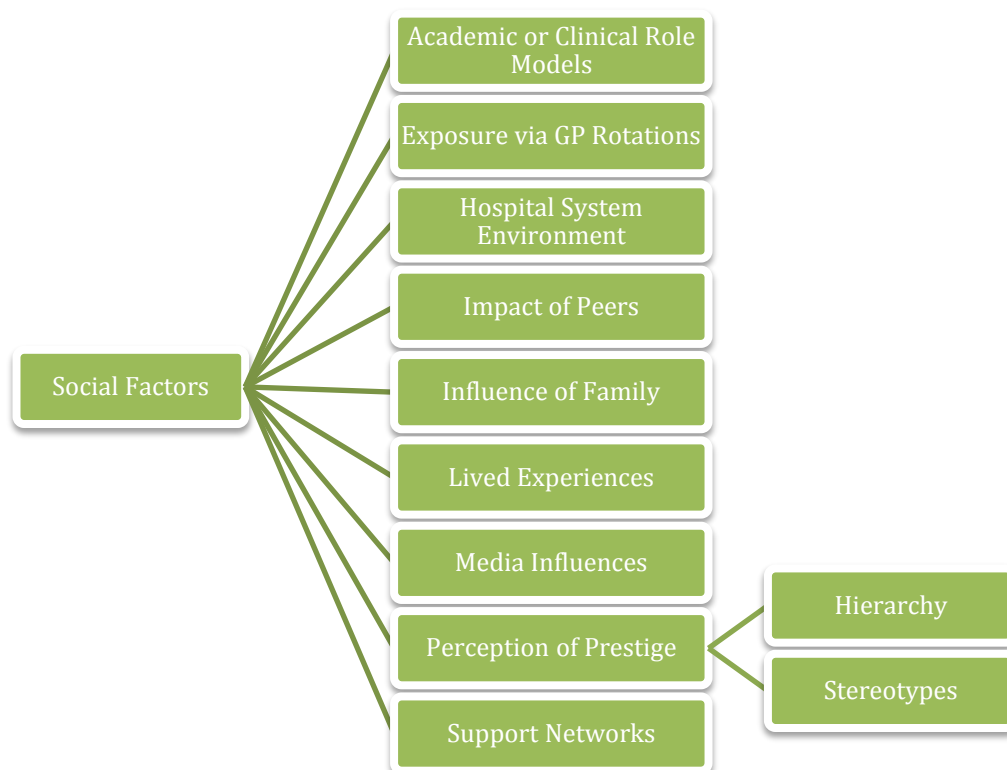 Social Factors
Academic or Clinical Role
Models
Exposure via GP Rotations
Hospital System
Environment
Impact of Peers
Influence of Family
Lived Experiences
Media Influences
Perception of Prestige
Hierarchy
Stereotypes
Support Networks